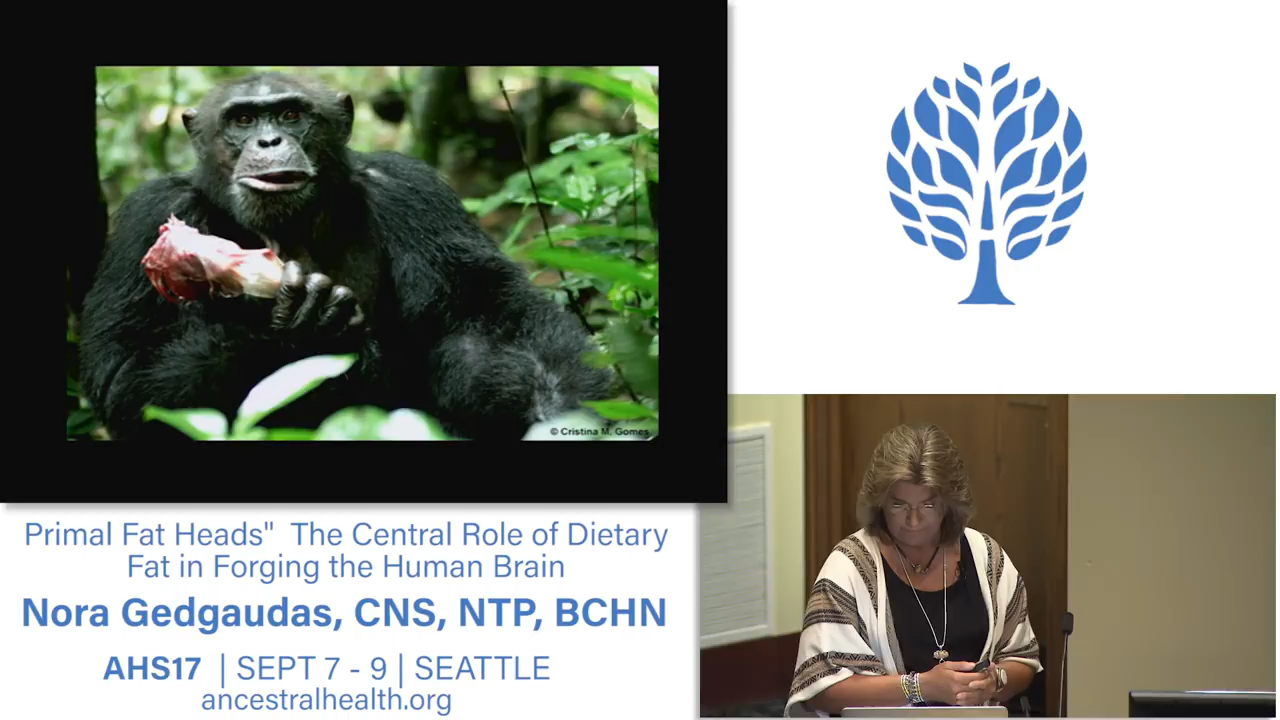 © Cristina M. Gomes
Primal Fat Heads" The Central Role of Dietary
Fat in Forging the Human Brain
Nora Gedgaudas, CNS, NTP, BCHN
AHS17 | SEPT 7 - 9 | SEATTLE
ancestralhealth.org